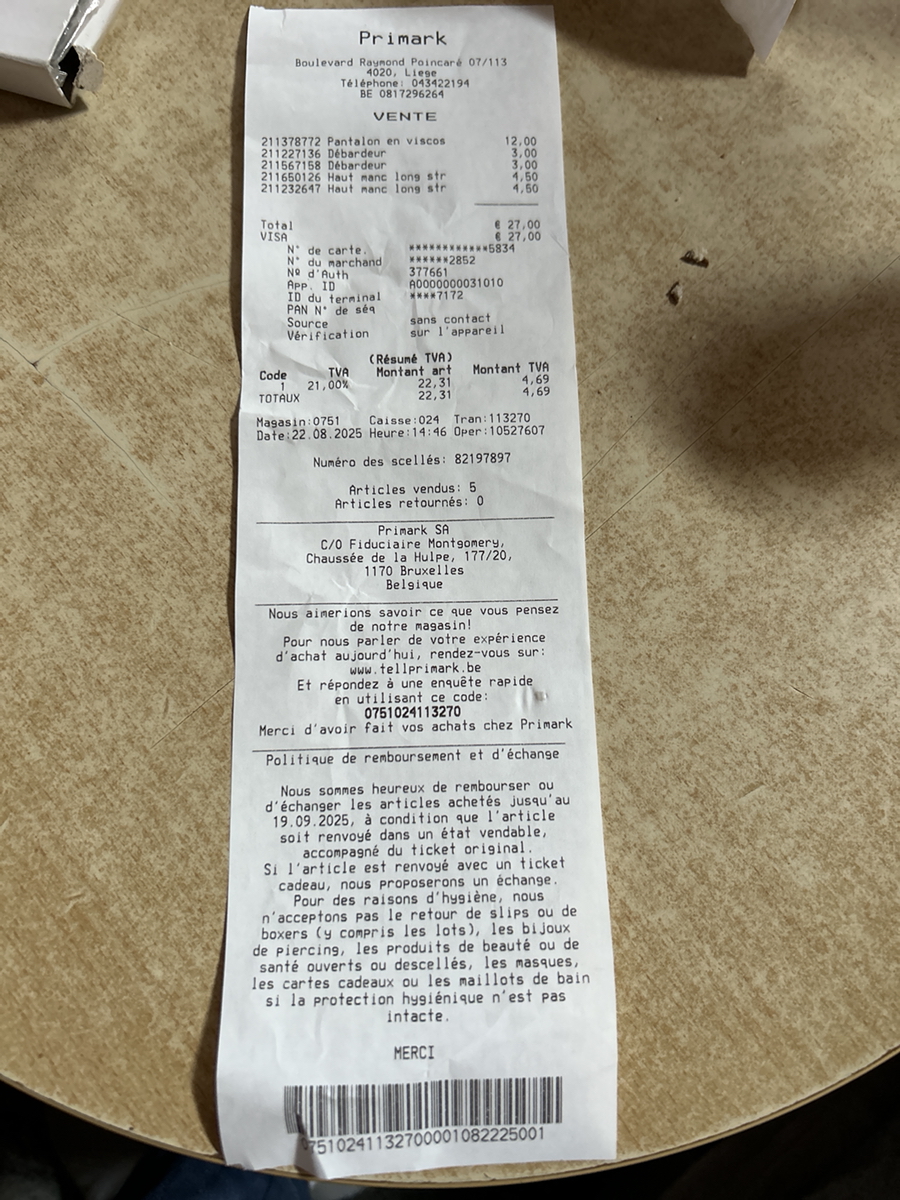 Primark
Boulevard Raymond Poincaré 07/113
4020, Liege
Téléphone: 043422194
BE 0817296264
VENTE
211378772 Pantalon en viscos 12,00
211227136 Débardeur 3,00
211567158 Débardeur 3,00
211650126 Haut manc long str 4,50
211232647 Haut manc long str 4,50
Total € 27,00
VISA € 27,00
N° de carte. ************5834
N° du marchand ******2852
Nº d'Auth 377661
App. ID A0000000031010
ID du terminal ****7172
PAN N° de séq
Source sans contact
Vérification sur l'appareil
(Résumé TVA)
Code TVA Montant art Montant TVA
1 21,00% 22,31 4,69
TOTAUX 22,31 4,69
Magasin:0751 Caisse:024 Tran:113270
Date:22.08.2025 Heure:14:46 Oper:10527607
Numéro des scellés: 82197897
Articles vendus: 5
Articles retournés: 0
Primark SA
C/O Fiduciaire Montgomery,
Chaussée de la Hulpe, 177/20,
1170 Bruxelles
Belgique
Nous aimerions savoir ce que vous pensez
de notre magasin!
Pour nous parler de votre expérience
d'achat aujourd'hui, rendez-vous sur:
www.tellprimark.be
Et répondez à une enquête rapide
en utilisant ce code:
0751024113270
Merci d'avoir fait vos achats chez Primark
Politique de remboursement et d'échange
Nous sommes heureux de rembourser ou
d'échanger les articles achetés jusqu'au
19.09.2025, à condition que l'article
soit renvoyé dans un état vendable,
accompagné du ticket original.
Si l'article est renvoyé avec un ticket
cadeau, nous proposerons un échange.
Pour des raisons d'hygiène, nous
n'acceptons pas le retour de slips ou de
boxers (y compris les lots), les bijoux
de piercing, les produits de beauté ou de
santé ouverts ou descellés, les masques,
les cartes cadeaux ou les maillots de bain
si la protection hygiénique n'est pas
intacte.
MERCI
07510241132700001082225001